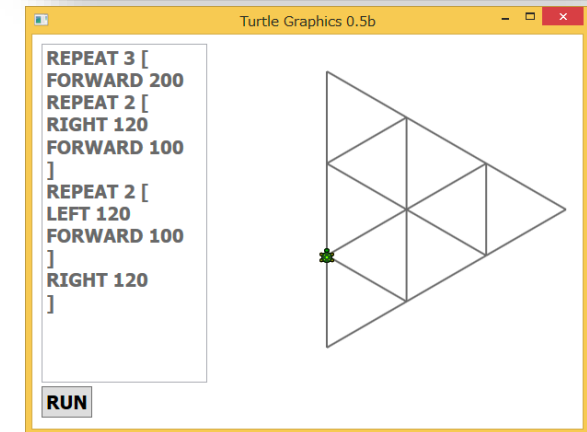 Turtle Graphics 0.5b
REPEAT 3 [
FORWARD 200
REPEAT 2 [
RIGHT 120
FORWARD 100
]
REPEAT 2 [
LEFT 120
FORWARD 100
]
RIGHT 120
]
RUN